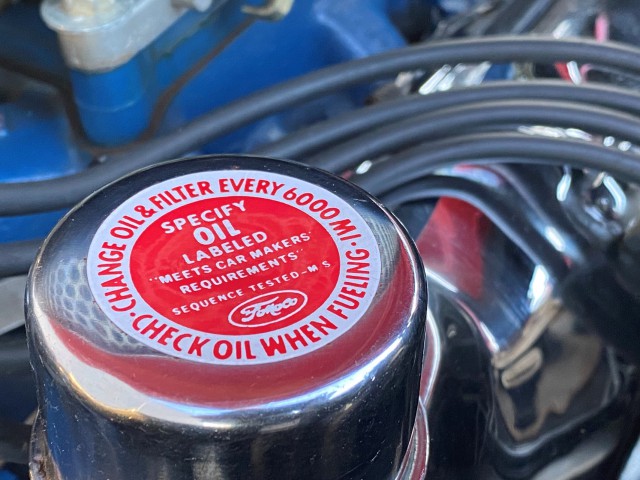 CHANGE OIL & FILTER EVERY 6000 MI.
SPECIFY
OIL
LABELED
"MEETS CAR MAKERS'
REQUIREMENTS"
SEQUENCE TESTED-M S
FoMoCo
CHECK OIL WHEN FUELING